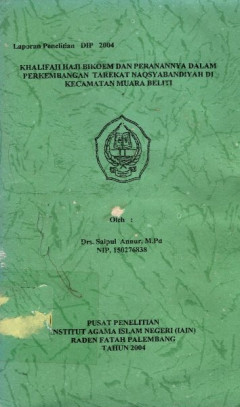 Laporan Penelitian DIP 2004
KHALIFAH HAJI BIKOEM DAN PERANANNYA DALAM
PERKEMBANGAN TAREKAT NAQSYABANDIYAH DI
KECAMATAN MUARA BELITI
Oleh :
Drs. Saipul Annur, M.Pd
NIP. 150276838
PUSAT PENELITIAN
INSTITUT AGAMA ISLAM NEGERI (IAIN)
RADEN FATAH PALEMBANG
TAHUN 2004